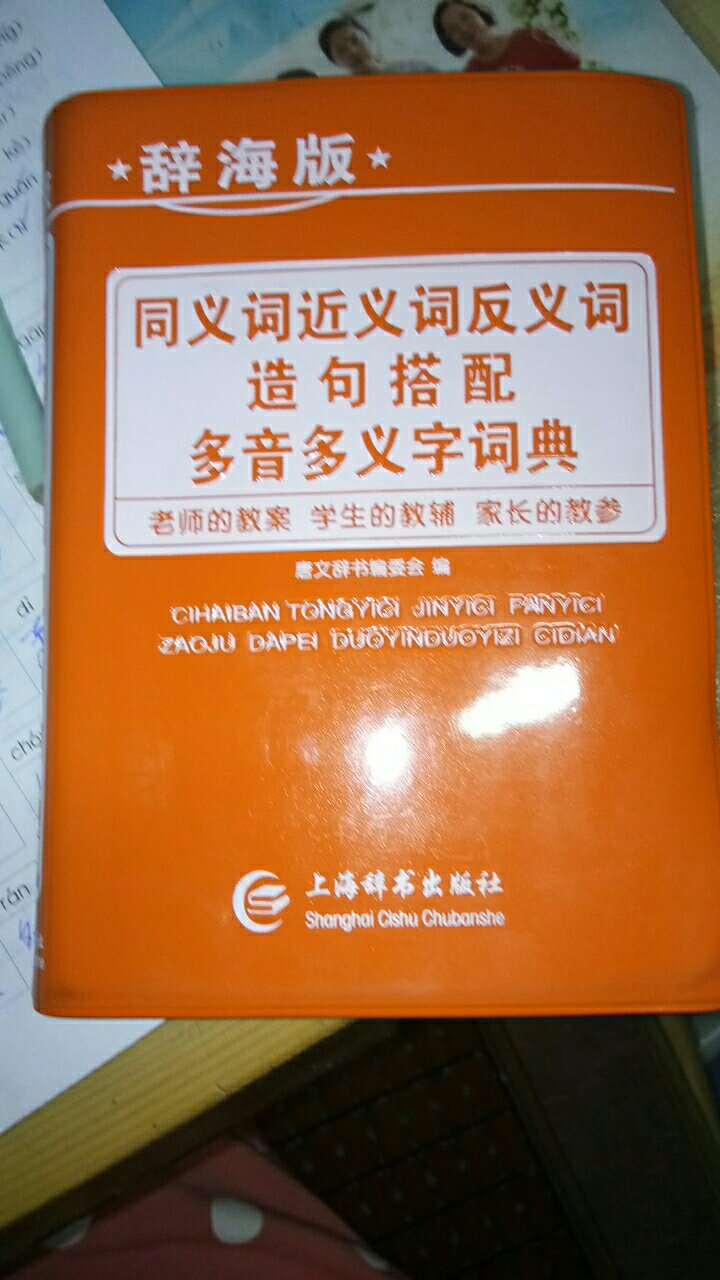 ★辞海版★
同义词近义词反义词
造句搭配
多音多义字词典
老师的教案 学生的教辅 家长的教参
唐文辞书编委会 编
CIHAIBAN TONGYICI JINYICI FANYICI
ZAOJU DAPEI DUOYINDUOYIZI CIDIAN
上海辞书出版社
Shanghai Cishu Chubanshe
guān
dì